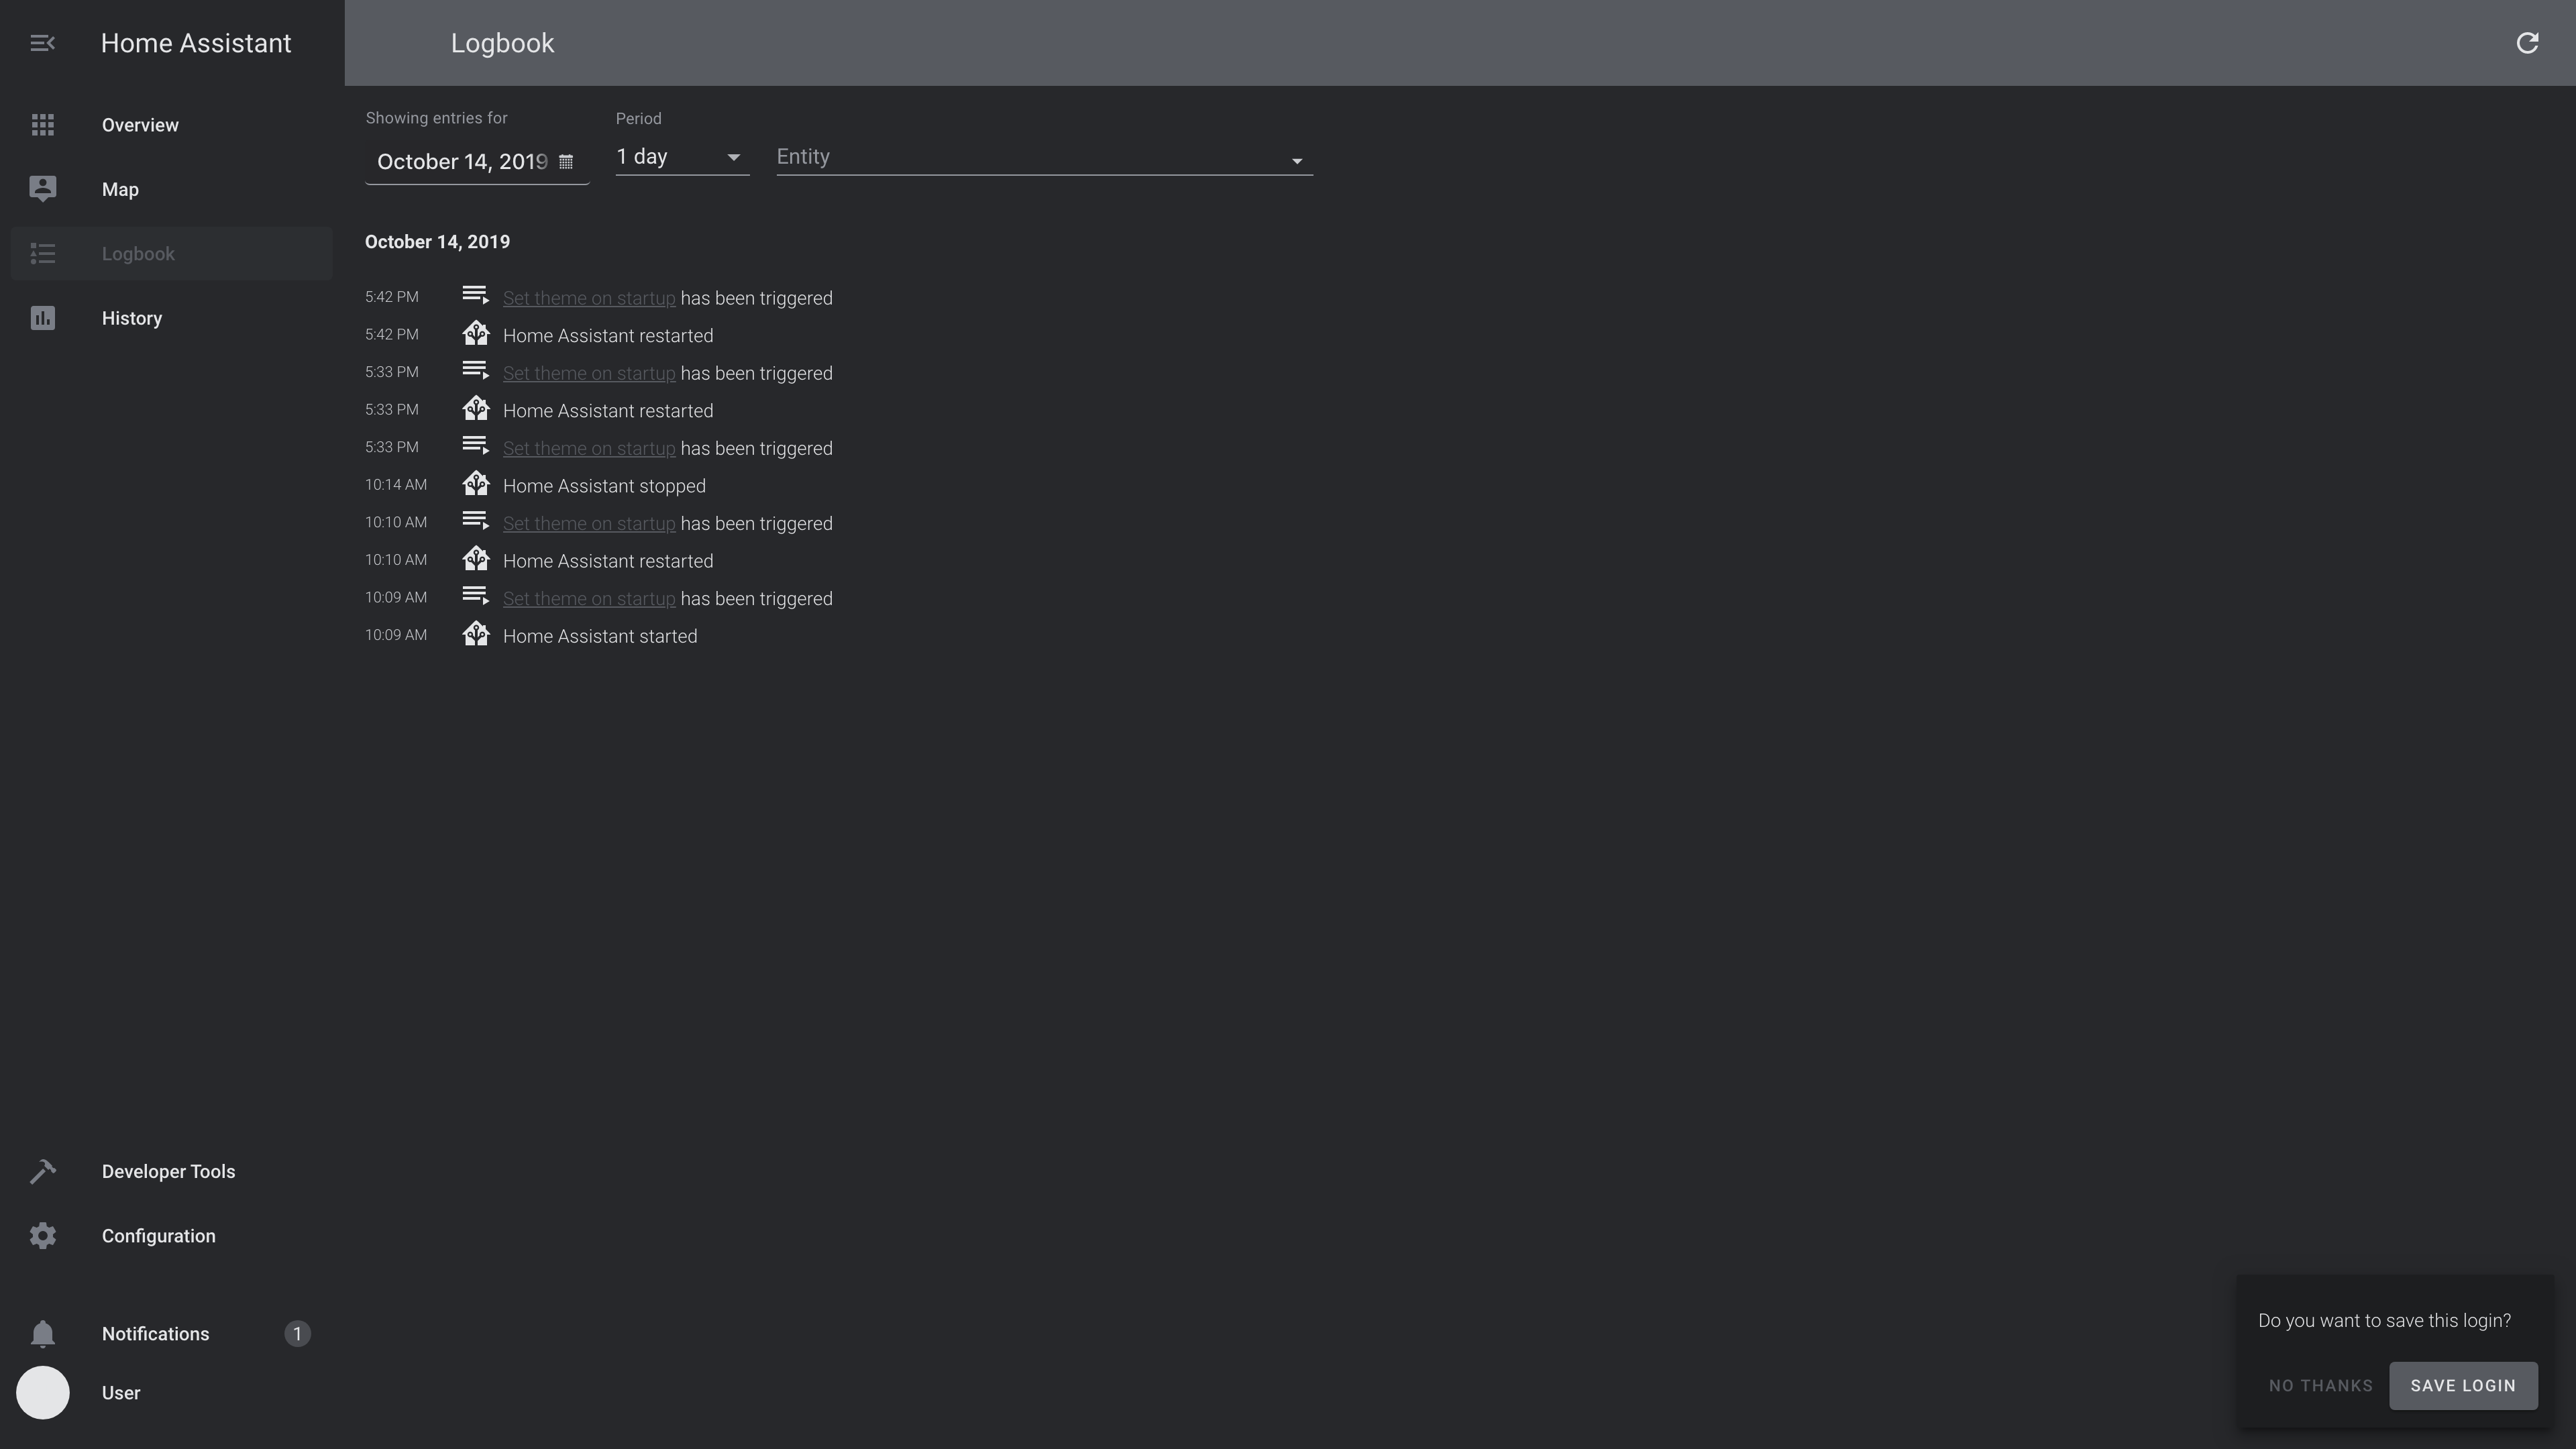 Home Assistant
Logbook
Overview
Map
Logbook
History
Showing entries for
October 14, 2019
Period
1 day
Entity
October 14, 2019
5:42 PM Set theme on startup has been triggered
5:42 PM Home Assistant restarted
5:33 PM Set theme on startup has been triggered
5:33 PM Home Assistant restarted
5:33 PM Set theme on startup has been triggered
10:14 AM Home Assistant stopped
10:10 AM Set theme on startup has been triggered
10:10 AM Home Assistant restarted
10:09 AM Set theme on startup has been triggered
10:09 AM Home Assistant started
Developer Tools
Configuration
Notifications 1
User
Do you want to save this login?
NO THANKS SAVE LOGIN